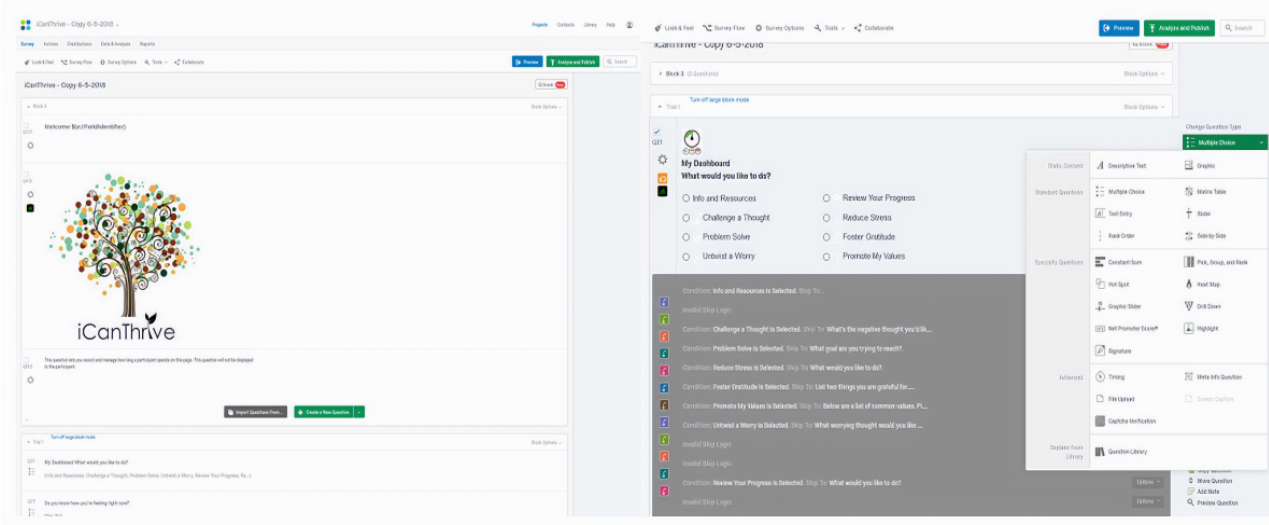 iCanThrive - Copy 6-5-2018
Projects Contacts Library Help
Survey Actions Distributions Data & Analysis Reports
Look & Feel Survey Flow Survey Options Tools Collaborate
Preview Analyze and Publish Search
iCanThrive - Copy 6-5-2018
iQ Score:
Block 3
Block Options
This question lets you record and manage how long a participant spends on this page. This question will not be displayed
to the participant.
iCanThrive
Import Questions From...
Create a New Question
Trial 1
Turn off large block mode
Block Options
My Dashboard What would you like to do?
Info and Resources, Challenge a Thought, Problem Solve, Untwist a Worry, Review Your Progress, Re...
Do you know how you're feeling right now?
Look & Feel Survey Flow Survey Options Tools Collaborate
Preview Analyze and Publish Search
iCanThrive - Copy 6-5-2018
Block 3
Block Options
Trial 1
Turn off large block mode
Block Options
Q21
My Dashboard
What would you like to do?
Info and Resources
Review Your Progress
Challenge a Thought
Reduce Stress
Problem Solve
Foster Gratitude
Untwist a Worry
Promote My Values
Condition: Info and Resources Is Selected. Skip To: .
Invalid Skip Logic
Condition: Challenge a Thought Is Selected. Skip To: What's the negative thought you'd lik....
Condition: Problem Solve Is Selected. Skip To: What goal are you trying to reach?.
Condition: Reduce Stress Is Selected. Skip To: What would you like to do?.
Condition: Foster Gratitude Is Selected. Skip To: List two things you are grateful for....
Condition: Promote My Values Is Selected. Skip To: Below are a list of common values. Pi....
Condition: Untwist a Worry Is Selected. Skip To: What worrying thought would you like ....
Invalid Skip Logic
Invalid Skip Logic
Condition: Review Your Progress Is Selected. Skip To: What would you like to do?.
Options
Invalid Skip Logic
Options
Change Question Type
Multiple Choice
Static Content
Descriptive Text
Graphic
Standard Questions
Multiple Choice
Matrix Table
Text Entry
Slider
Rank Order
Side by Side
Specialty Questions
Constant Sum
Pick, Group, and Rank
Hot Spot
Heat Map
Graphic Slider
Drill Down
Net Promoter Score®
Highlight
Signature
Advanced
Timing
Meta Info Question
File Upload
Screen Capture
Captcha Verification
Replace From
Library
Question Library
Copy Question
Move Question
Add Note
Preview Question